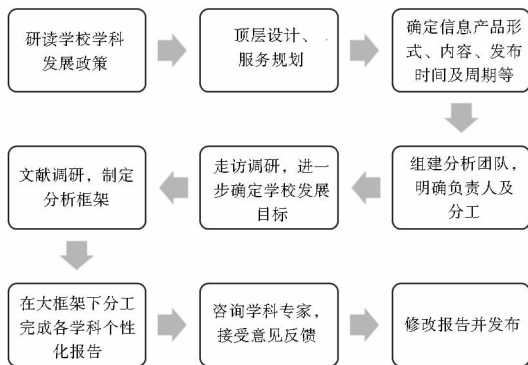 研读学校学科
发展政策
顶层设计、
服务规划
确定信息产品形
式、内容、发布
时间及周期等
组建分析团队,
明确负责人及
分工
走访调研,进一
步确定学校发展
目标
文献调研,制定
分析框架
在大框架下分工
完成各学科个性
化报告
咨询学科专家,
接受意见反馈
修改报告并发布